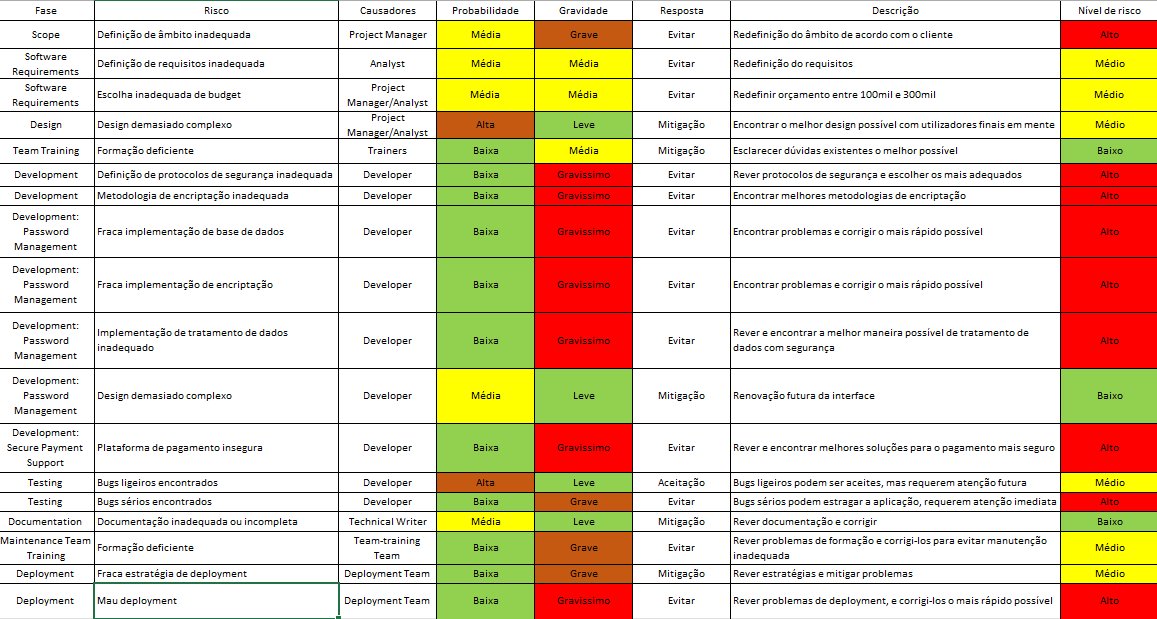 Fase Risco Causadores Probabilidade Gravidade Resposta Descrição Nível de risco
Scope Definição de âmbito inadequada Project Manager Média Grave Evitar Redefinição do âmbito de acordo com o cliente Alto
Software Requirements Definição de requisitos inadequada Analyst Média Média Evitar Redefinição do requisitos Médio
Software Requirements Escolha inadequada de budget Project Manager/Analyst Média Média Evitar Redefinir orçamento entre 100mil e 300mil Médio
Design Design demasiado complexo Project Manager/Analyst Alta Leve Mitigação Encontrar o melhor design possível com utilizadores finais em mente Médio
Team Training Formação deficiente Trainers Baixa Média Mitigação Esclarecer dúvidas existentes o melhor possível Baixo
Development Definição de protocolos de segurança inadequada Developer Baixa Gravíssimo Evitar Rever protocolos de segurança e escolher os mais adequados Alto
Development Metodologia de encriptação inadequada Developer Baixa Gravíssimo Evitar Encontrar melhores metodologias de encriptação Alto
Development: Password Management Fraca implementação de base de dados Developer Baixa Gravíssimo Evitar Encontrar problemas e corrigir o mais rápido possível Alto
Development: Password Management Fraca implementação de encriptação Developer Baixa Gravíssimo Evitar Encontrar problemas e corrigir o mais rápido possível Alto
Development: Password Management Implementação de tratamento de dados inadequado Developer Baixa Gravíssimo Evitar Rever e encontrar a melhor maneira possível de tratamento de dados com segurança Alto
Development: Password Management Design demasiado complexo Developer Média Leve Mitigação Renovação futura da interface Baixo
Development: Secure Payment Support Plataforma de pagamento insegura Developer Baixa Gravíssimo Evitar Rever e encontrar melhores soluções para o pagamento mais seguro Alto
Testing Bugs ligeiros encontrados Developer Alta Leve Aceitação Bugs ligeiros podem ser aceites, mas requerem atenção futura Médio
Testing Bugs sérios encontrados Developer Baixa Grave Evitar Bugs sérios podem estragar a aplicação, requerem atenção imediata Alto
Documentation Documentação inadequada ou incompleta Technical Writer Média Leve Mitigação Rever documentação e corrigir Baixo
Maintenance Team Training Formação deficiente Team-training Team Baixa Grave Evitar Rever problemas de formação e corrigi-los para evitar manutenção inadequada Médio
Deployment Fraca estratégia de deployment Deployment Team Baixa Grave Mitigação Rever estratégias e mitigar problemas Médio
Deployment Mau deployment Deployment Team Baixa Gravíssimo Evitar Rever problemas de deployment, e corrigi-los o mais rápido possível Alto